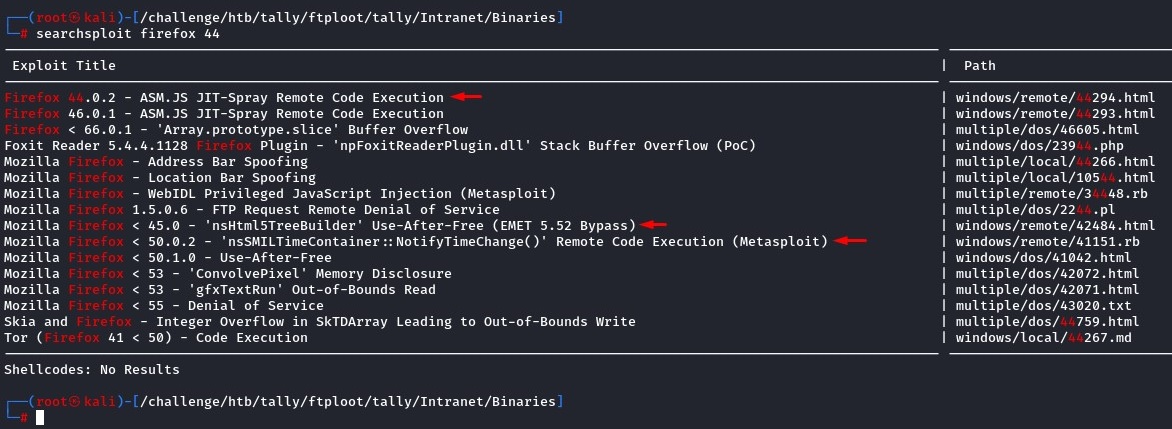 ┌──(root㉿kali)-[/challenge/htb/tally/ftploot/tally/Intranet/Binaries]
└─# searchsploit firefox 44
Exploit Title | Path
Firefox 44.0.2 - ASM.JS JIT-Spray Remote Code Execution | windows/remote/44294.html
Firefox 46.0.1 - ASM.JS JIT-Spray Remote Code Execution | windows/remote/44293.html
Firefox < 66.0.1 - 'Array.prototype.slice' Buffer Overflow | multiple/dos/46605.html
Foxit Reader 5.4.4.1128 Firefox Plugin - 'npFoxitReaderPlugin.dll' Stack Buffer Overflow (PoC) | windows/dos/23944.php
Mozilla Firefox - Address Bar Spoofing | multiple/local/44266.html
Mozilla Firefox - Location Bar Spoofing | multiple/local/10544.html
Mozilla Firefox - WebIDL Privileged JavaScript Injection (Metasploit) | multiple/remote/34448.rb
Mozilla Firefox 1.5.0.6 - FTP Request Remote Denial of Service | multiple/dos/2244.pl
Mozilla Firefox < 45.0 - 'nsHtml5TreeBuilder' Use-After-Free (EMET 5.52 Bypass) | windows/remote/42484.html
Mozilla Firefox < 50.0.2 - 'nsSMILTimeContainer::NotifyTimeChange()' Remote Code Execution (Metasploit) | windows/remote/41151.rb
Mozilla Firefox < 50.1.0 - Use-After-Free | windows/dos/41042.html
Mozilla Firefox < 53 - 'ConvolvePixel' Memory Disclosure | multiple/dos/42072.html
Mozilla Firefox < 53 - 'gfxTextRun' Out-of-Bounds Read | multiple/dos/42071.html
Mozilla Firefox < 55 - Denial of Service | multiple/dos/43020.txt
Skia and Firefox - Integer Overflow in SkTDArray Leading to Out-of-Bounds Write | multiple/dos/44759.html
Tor (Firefox 41 < 50) - Code Execution | windows/local/44267.md
Shellcodes: No Results
┌──(root㉿kali)-[/challenge/htb/tally/ftploot/tally/Intranet/Binaries]
└─#